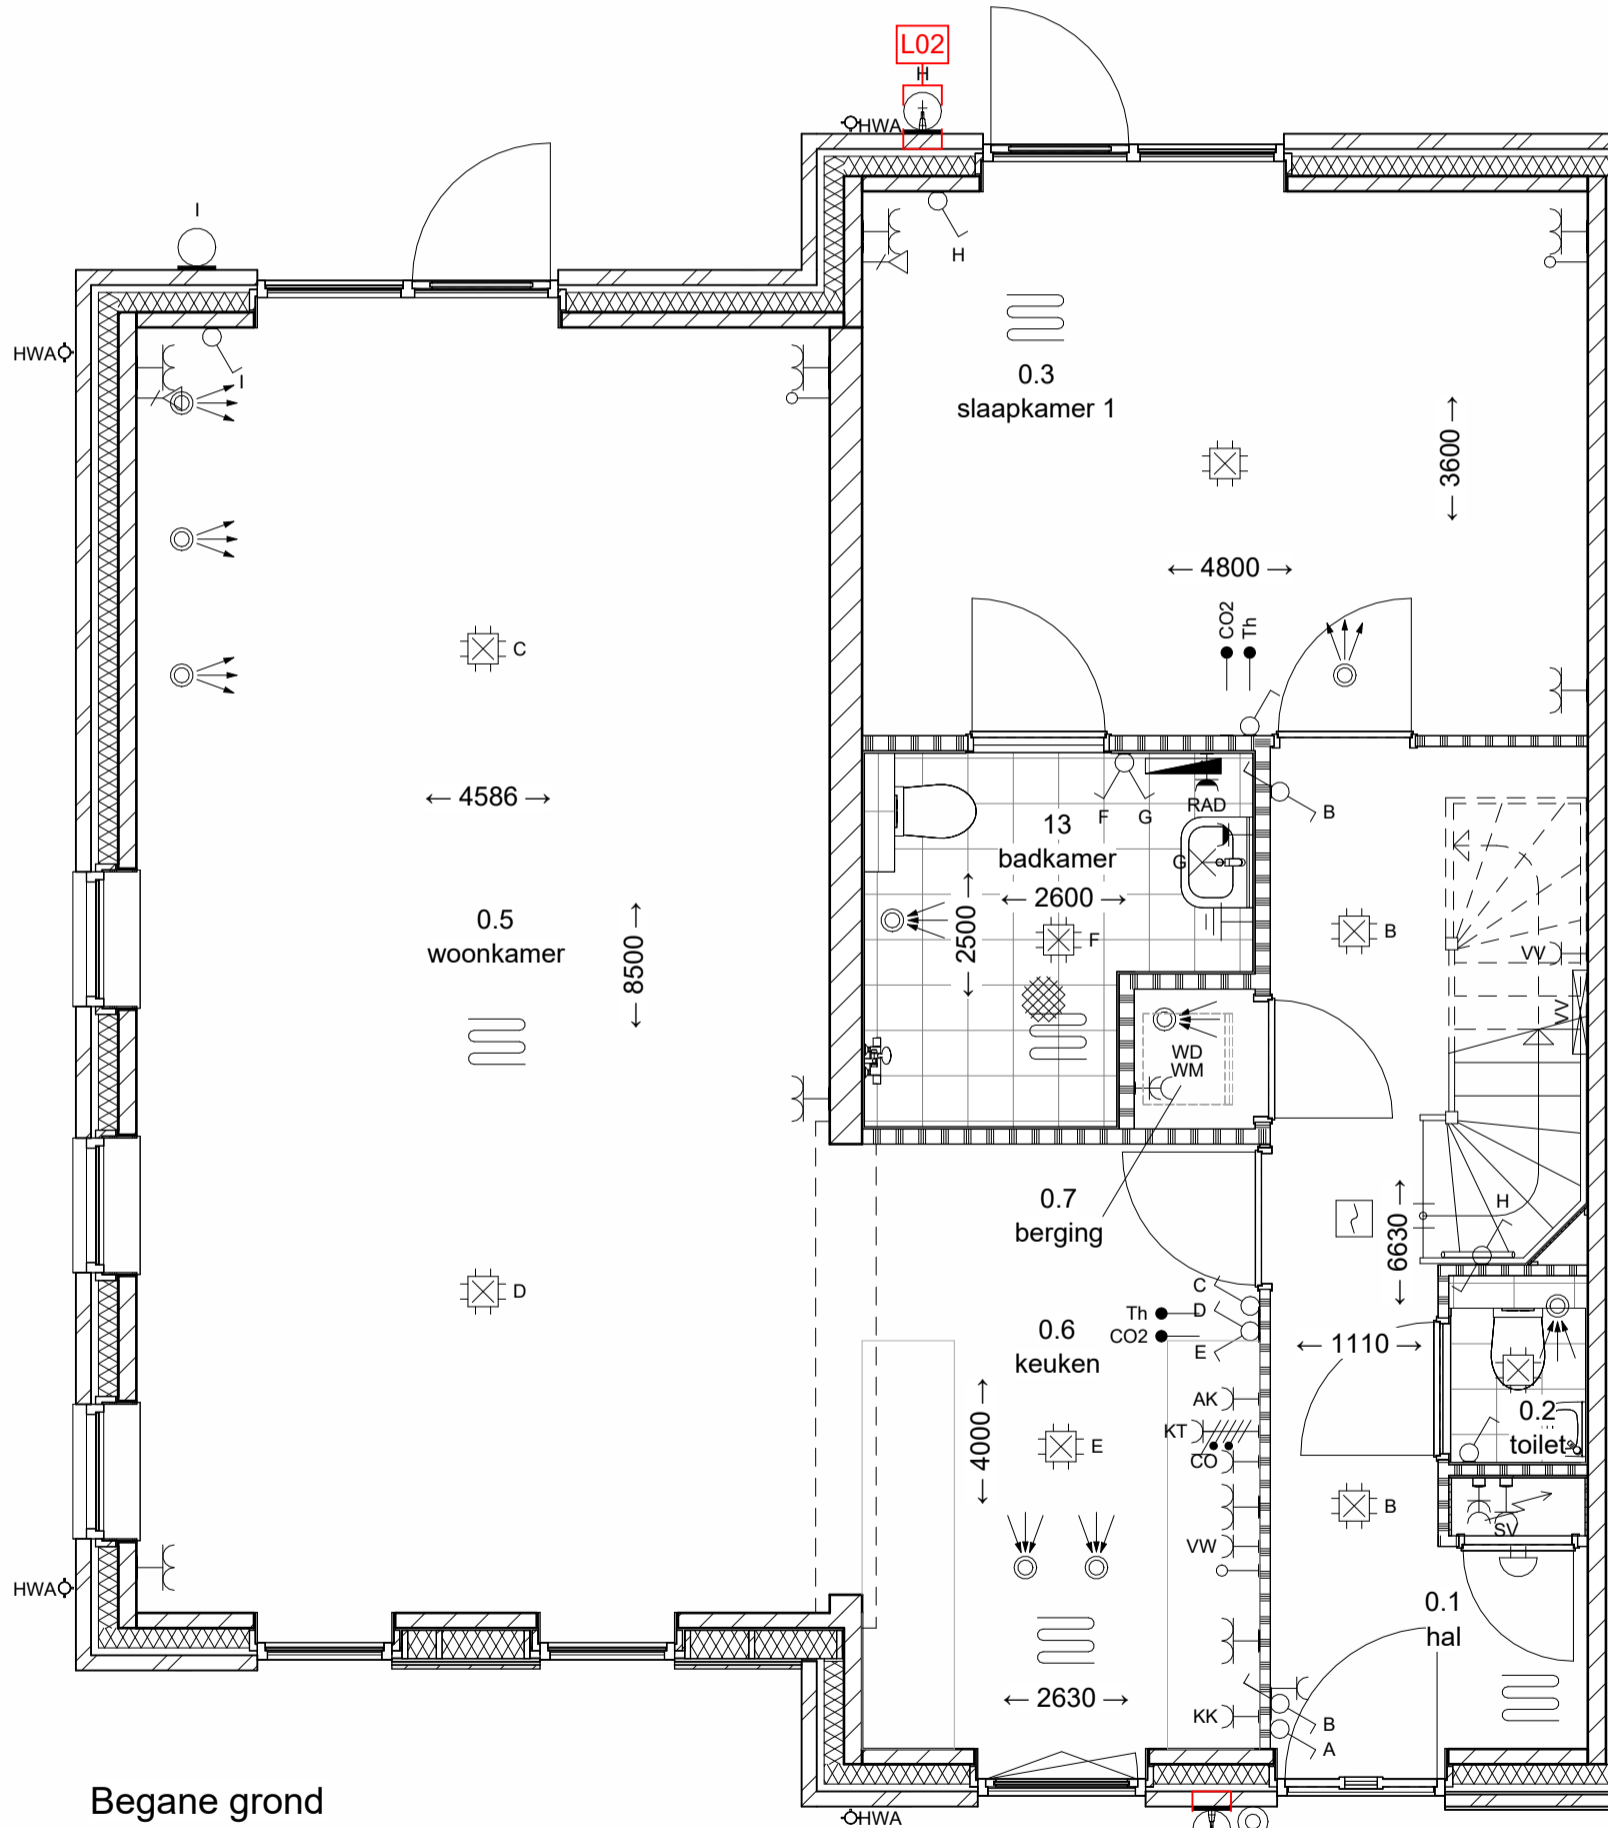 L02
H
HWA
I
H
HWA
I
0.3
slaapkamer 1
3600
← 4800 →
CO2
Th
C
← 4586 →
RAD
F
G
B
13
badkamer
G
← 2600 →
2500
F
B
VV
0.5
woonkamer
8500
VV
WD
WM
0.7
berging
H
6630
C
D
Th
CO2
E
D
0.6
keuken
← 1110 →
AK
KT
CO
4000
E
0.2
toilet
B
SV
VW
HWA
0.1
hal
← 2630 →
KK
B
A
Begane grond
HWA